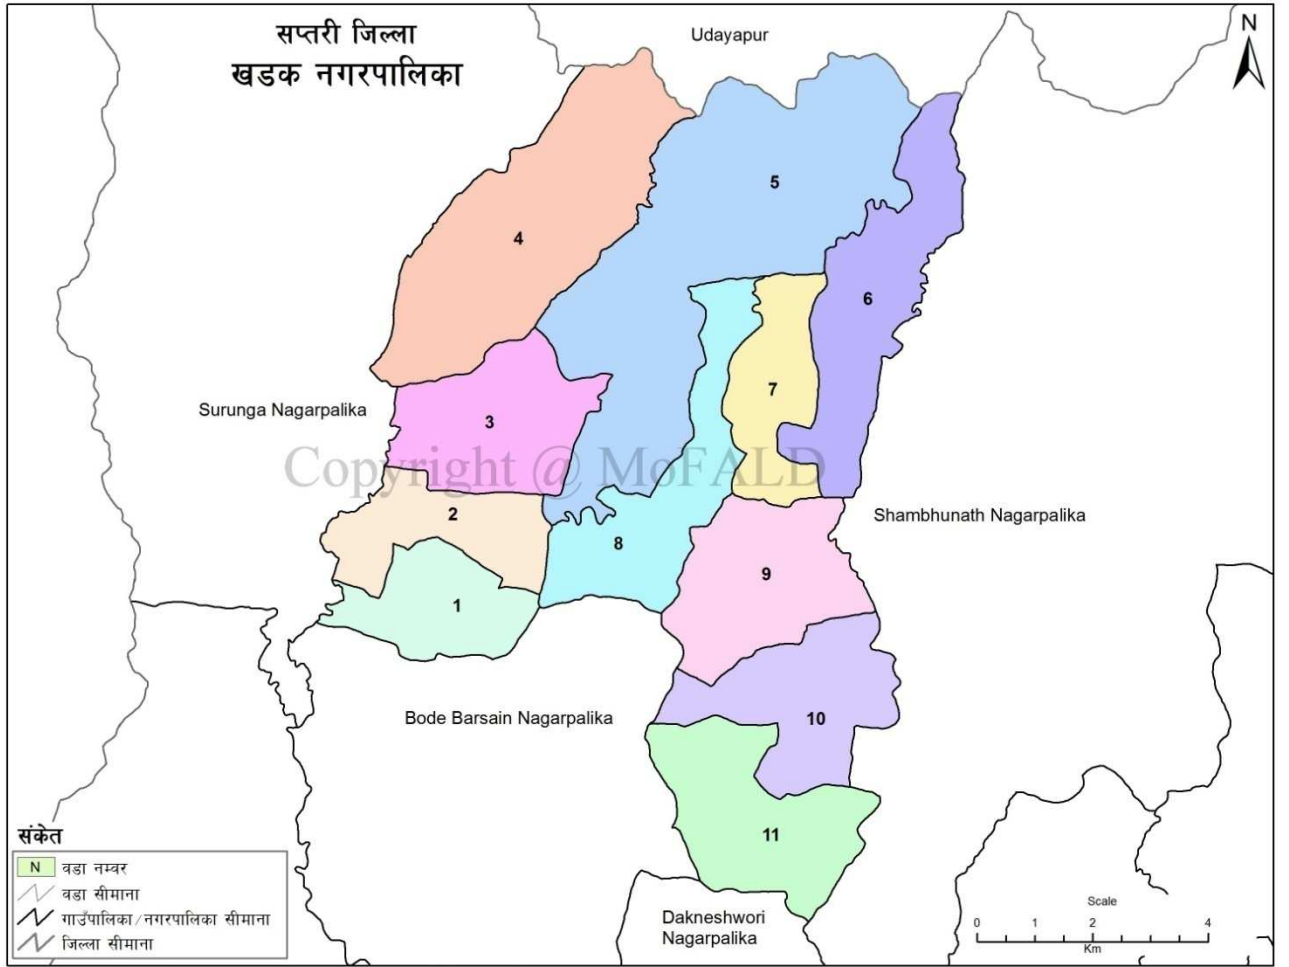 सप्तरी जिल्ला
खडक नगरपालिका
Udayapur
N
5
4
6
7
Surunga Nagarpalika
3
Copyright @ MoFALD
2
Shambhunath Nagarpalika
8
9
1
Bode Barsain Nagarpalika
10
11
संकेत
N वडा नम्वर
वडा सीमाना
गाउँपालिका/नगरपालिका सीमाना
जिल्ला सीमाना
Dakneshwori
Nagarpalika
Scale
0 1 2 4
Km